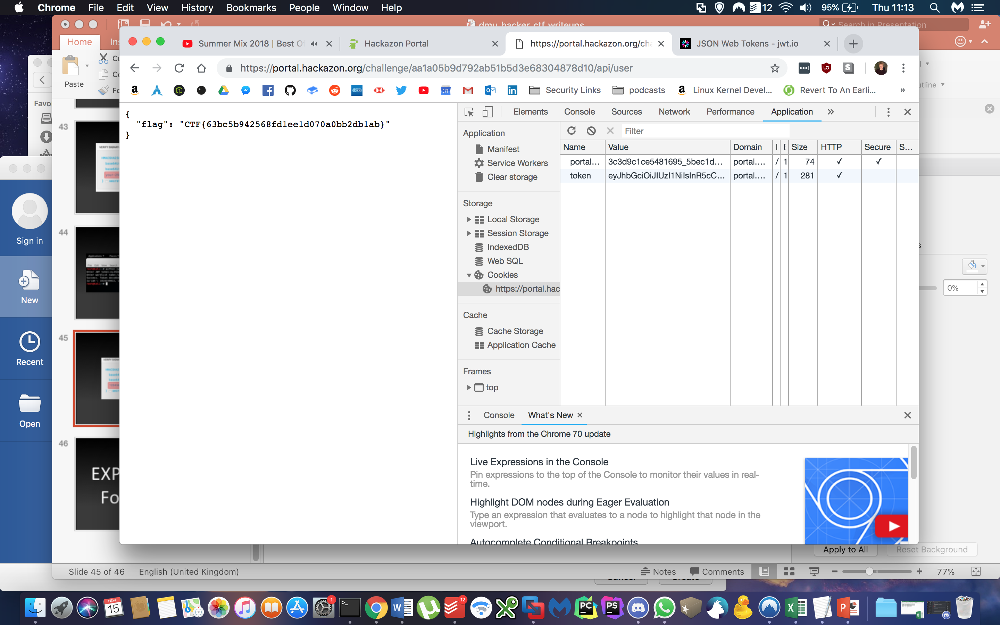 Chrome File Edit View History Bookmarks People Window Help 12 95% Thu 11:13
dmu_hacker_ctf_writeups
Search in Presentation
Home
Summer Mix 2018 | Best O
Hackazon Portal
https://portal.hackazon.org/cha
JSON Web Tokens - jwt.io
https://portal.hackazon.org/challenge/aa1a05b9d792ab51b5d3e68304878d10/api/user
Paste
Security Links
podcasts
Linux Kernel Devel...
Revert To An Earli...
»
{
"flag": "CTF{63bc5b942568fd1ee1d070a0bb2db1ab}"
}
Elements Console Sources Network Performance Application »
Filter
Application
Manifest
Service Workers
Clear storage
Storage
Local Storage
Session Storage
IndexedDB
Web SQL
Cookies
https://portal.hac
Cache
Cache Storage
Application Cache
Frames
top
Name Value Domain Size HTTP Secure S...
portal... 3c3d9c1ce5481695_5bec1d... portal.... / 1 74 ✓ ✓
token eyJhbGciOiJIUzI1NiIsInR5cC... portal.... / 1 281 ✓
Console What's New
Highlights from the Chrome 70 update
Live Expressions in the Console
Pin expressions to the top of the Console to monitor their values in real-
time.
Highlight DOM nodes during Eager Evaluation
Type an expression that evaluates to a node to highlight that node in the
viewport.
Autocomplete Conditional Breakpoints
Sign in
New
Recent
Open
43
44
45
46
EXP
Fo
0%
Apply to All
Reset Background
Slide 45 of 46
English (United Kingdom)
Notes
Comments
77%
NOV
15
1
12
PC
PS